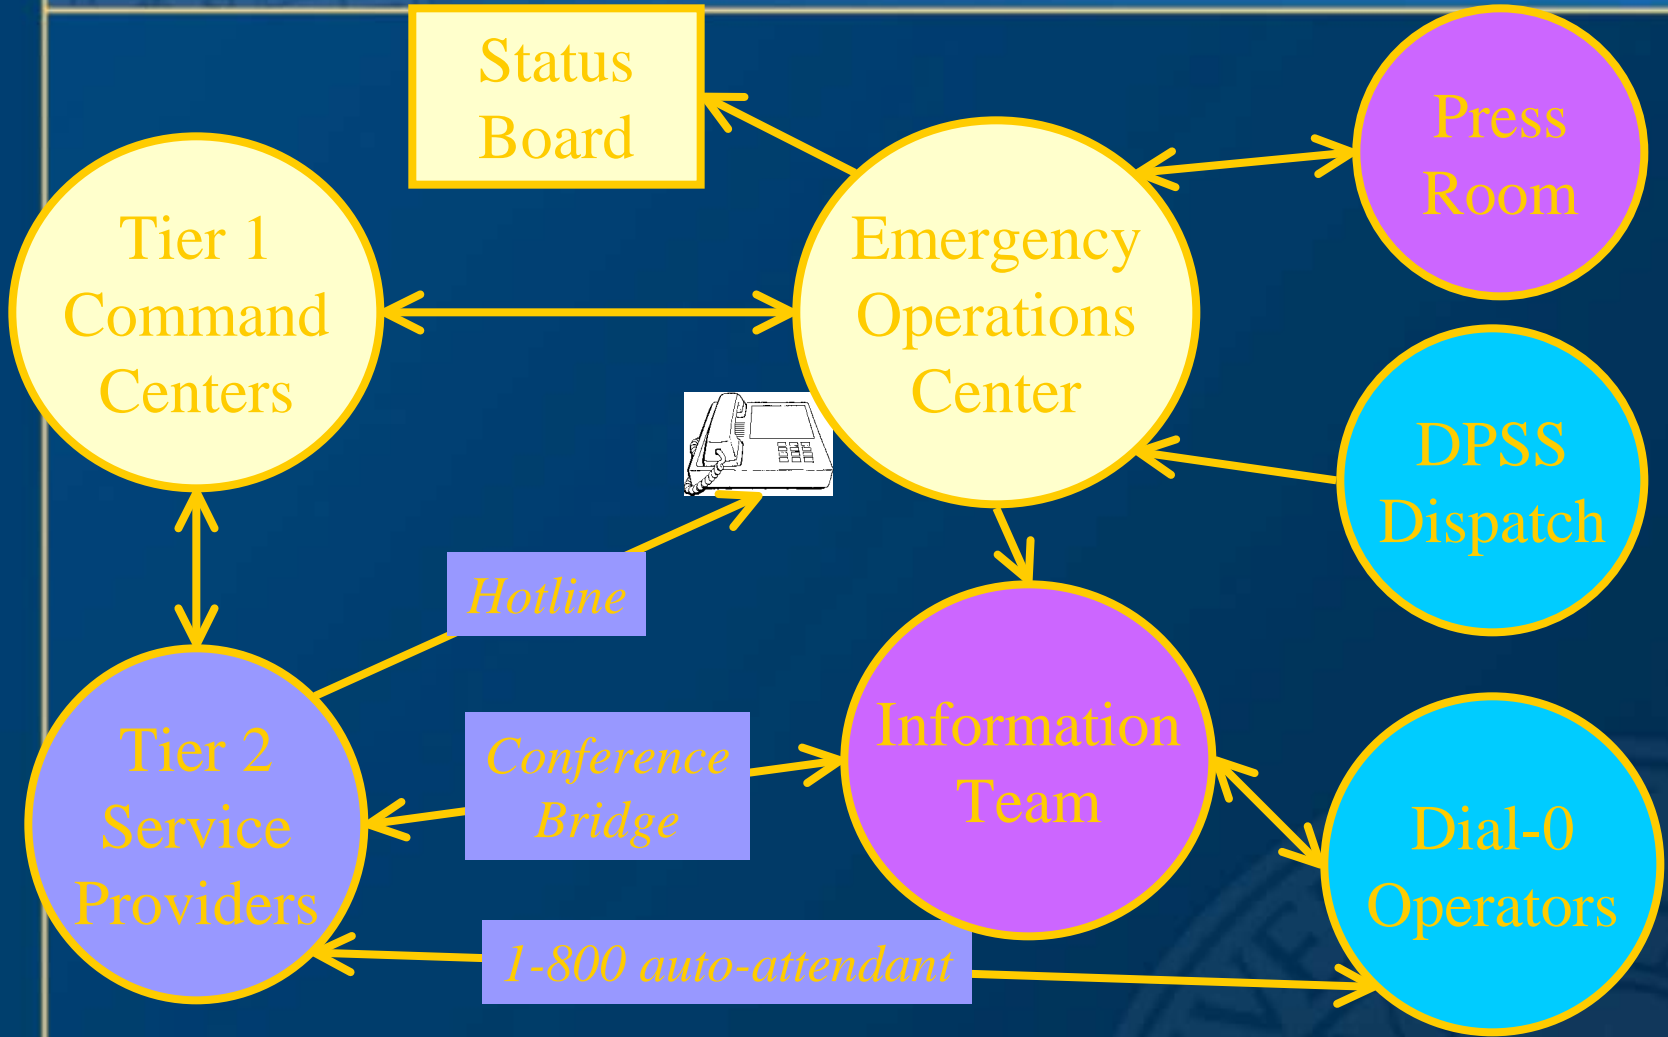 Status
Board
Press
Room
Tier 1
Command
Centers
Emergency
Operations
Center
DPSS
Dispatch
Hotline
Tier 2
Service
Providers
Conference
Bridge
Information
Team
Dial-0
Operators
1-800 auto-attendant